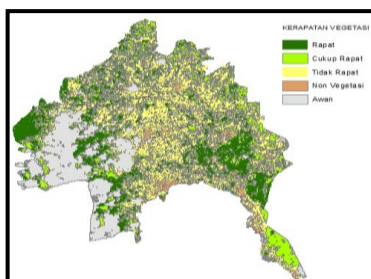 KERAPATAN VEGETASI
Rapat
Cukup Rapat
Tidak Rapat
Non Vegetasi
Awan